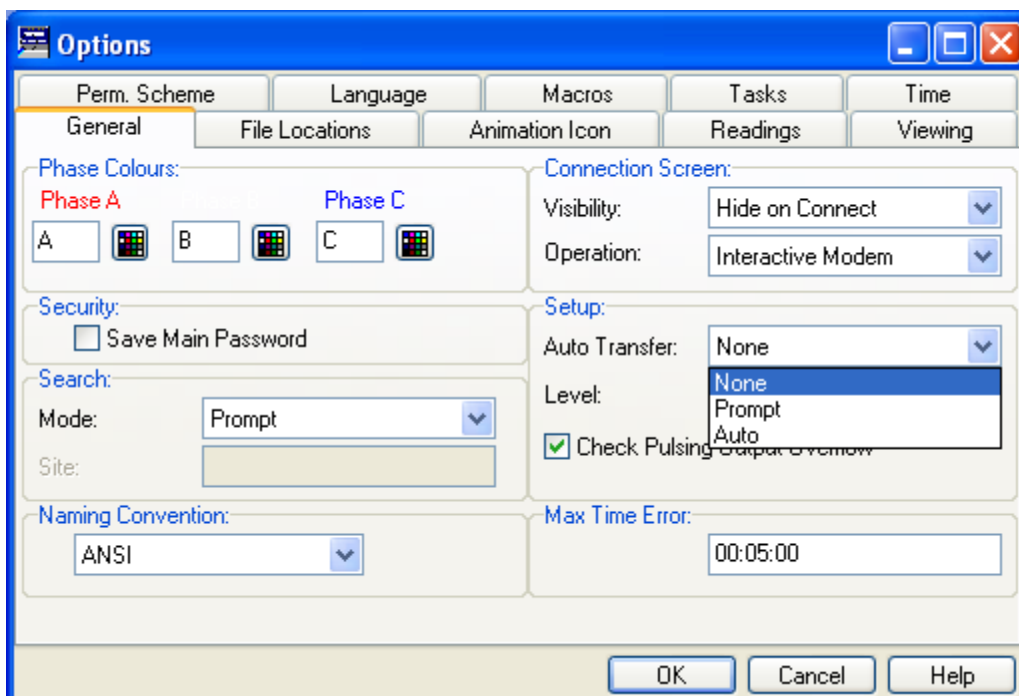 Options
Perm. Scheme Language Macros Tasks Time
General File Locations Animation Icon Readings Viewing
Phase Colours:
Phase A Phase B Phase C
A B C
Security:
Save Main Password
Search:
Mode: Prompt
Site:
Naming Convention:
ANSI
Connection Screen:
Visibility: Hide on Connect
Operation: Interactive Modem
Setup:
Auto Transfer: None
None
Prompt
Auto
Level:
Check Pulsing Output Overflow
Max Time Error:
00:05:00
OK Cancel Help